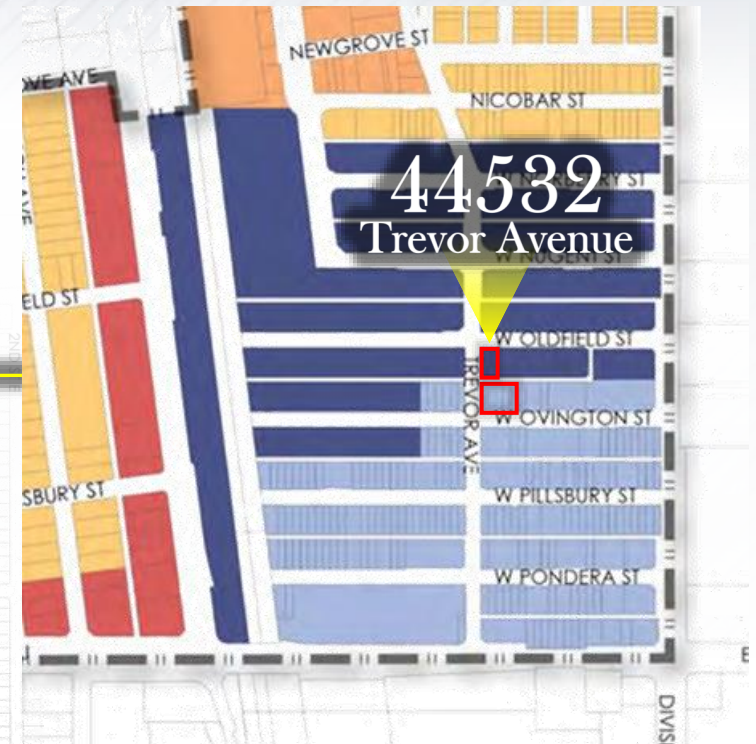 NEWGROVE ST
OVE AVE
NICOBAR ST
44532
Trevor Avenue
W NUGENT ST
ELD ST
W OLDFIELD ST
TREVOR AVE
W OVINGTON ST
SBURY ST
W PILLSBURY ST
W PONDERA ST
E
DIVIS